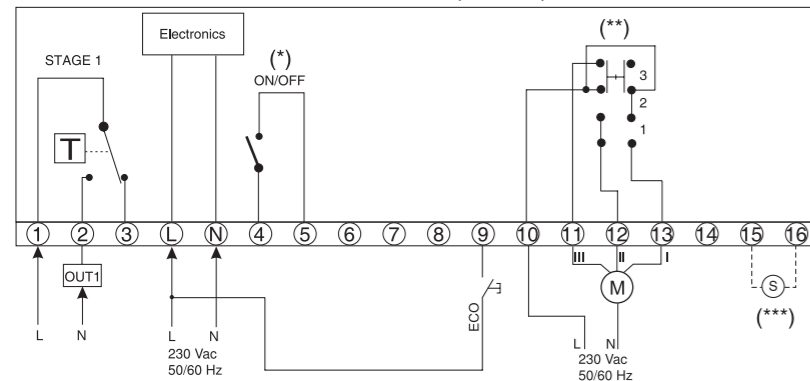 Electronics
(*)
(**)
STAGE 1
ON/OFF
3
2
1
T
1 2 3 L N 4 5 6 7 8 9 10 11 12 13 14 15 16
III II I
OUT1
M
S
ECO
(***)
L N L N L N
230 Vac
50/60 Hz
230 Vac
50/60 Hz